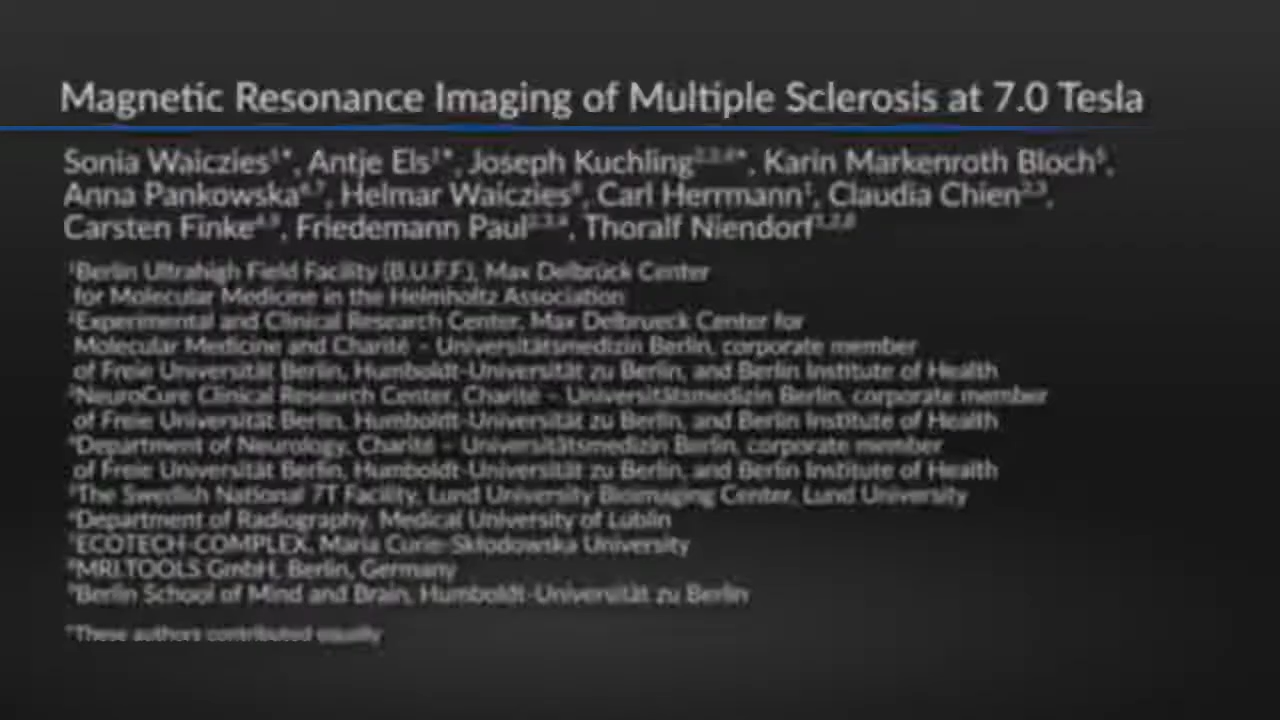 Magnetic Resonance Imaging of Multiple Sclerosis at 7.0 Tesla
Sonia Waiczies¹*, Antje Els¹*, Joseph Kuchling²,³,⁴*, Karin Markenroth Bloch⁵,
Anna Pankowska⁶,⁷, Helmar Waiczies⁸, Carl Herrmann¹, Claudia Chien²,³,
Carsten Finke⁴,⁹, Friedemann Paul²,³,⁴, Thoralf Niendorf¹,²,⁸
¹Berlin Ultrahigh Field Facility (B.U.F.F.), Max Delbrück Center
for Molecular Medicine in the Helmholtz Association
²Experimental and Clinical Research Center, Max Delbrueck Center for
Molecular Medicine and Charité – Universitätsmedizin Berlin, corporate member
of Freie Universität Berlin, Humboldt-Universität zu Berlin, and Berlin Institute of Health
³NeuroCure Clinical Research Center, Charité – Universitätsmedizin Berlin, corporate member
of Freie Universität Berlin, Humboldt-Universität zu Berlin, and Berlin Institute of Health
⁴Department of Neurology, Charité – Universitätsmedizin Berlin, corporate member
of Freie Universität Berlin, Humboldt-Universität zu Berlin, and Berlin Institute of Health
⁵The Swedish National 7T Facility, Lund University Bioimaging Center, Lund University
⁶Department of Radiography, Medical University of Lublin
⁷ECOTECH-COMPLEX, Maria Curie-Skłodowska University
⁸MRI.TOOLS GmbH, Berlin, Germany
⁹Berlin School of Mind and Brain, Humboldt-Universität zu Berlin
*These authors contributed equally